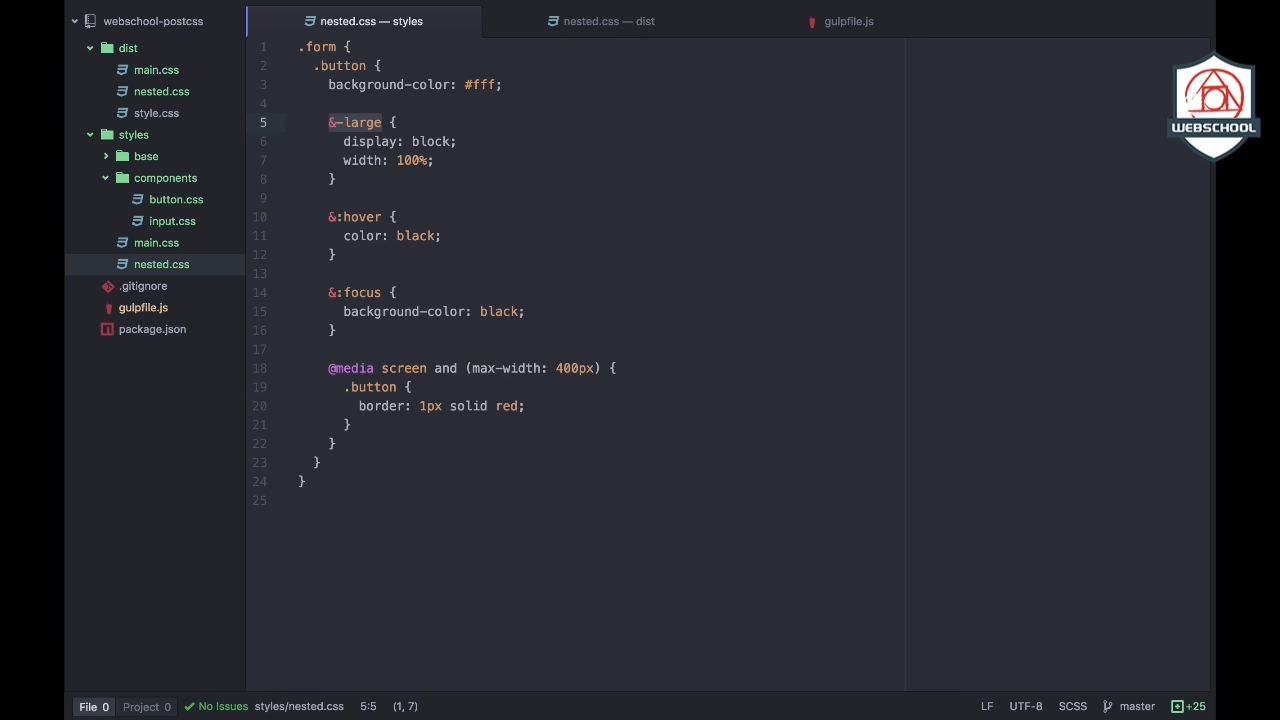 webschool-postcss
dist
main.css
nested.css
style.css
styles
base
components
button.css
input.css
main.css
nested.css
.gitignore
gulpfile.js
package.json
nested.css — styles
nested.css — dist
gulpfile.js
1 .form {
2 .button {
3 background-color: #fff;
4
5 &-large {
6 display: block;
7 width: 100%;
8 }
9
10 &:hover {
11 color: black;
12 }
13
14 &:focus {
15 background-color: black;
16 }
17
18 @media screen and (max-width: 400px) {
19 .button {
20 border: 1px solid red;
21 }
22 }
23 }
24 }
25
WEBSCHOOL
File 0 Project 0 No Issues styles/nested.css 5:5 (1, 7) LF UTF-8 SCSS master +25